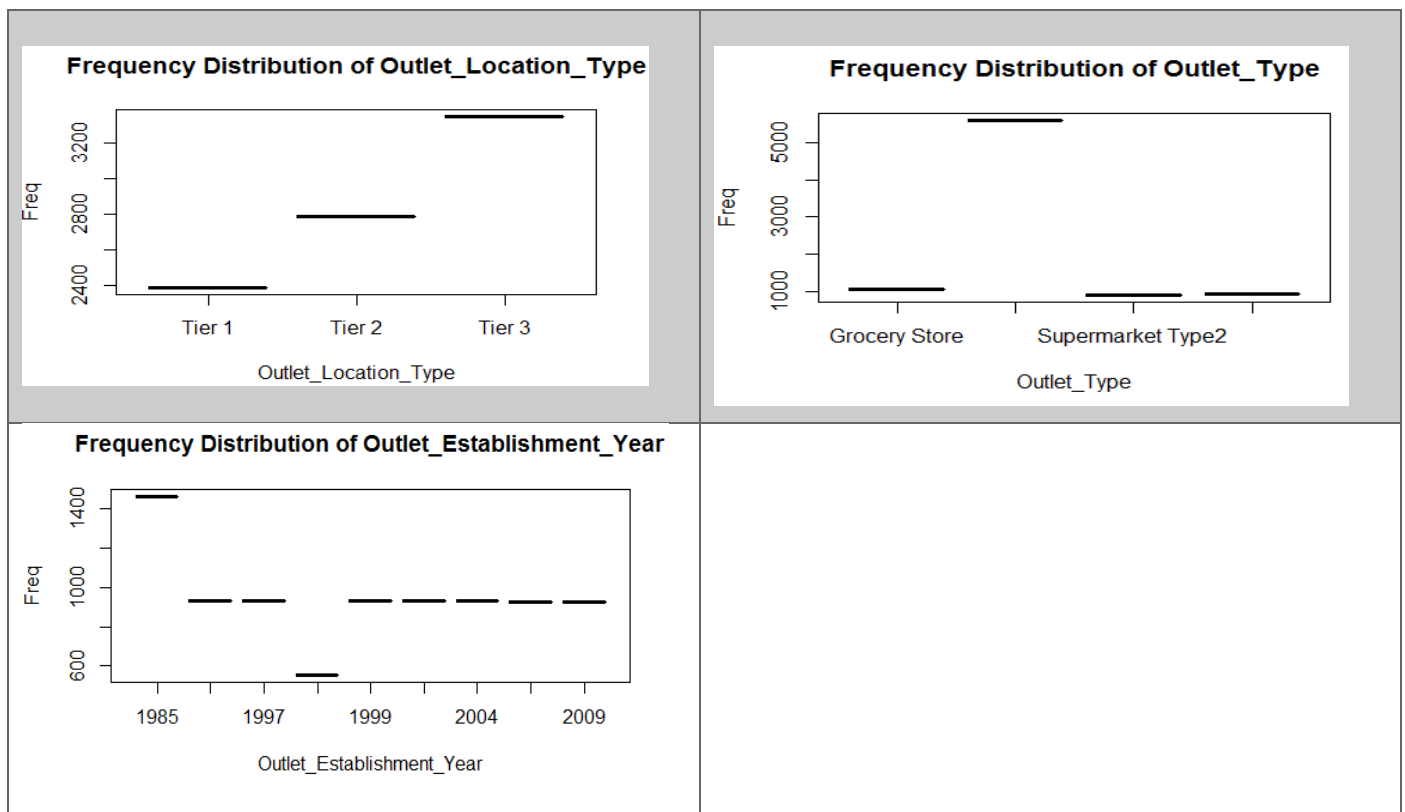 Frequency Distribution of Outlet_Location_Type
Freq
3200
2800
2400
Tier 1 Tier 2 Tier 3
Outlet_Location_Type
Frequency Distribution of Outlet_Type
Freq
5000
3000
1000
Grocery Store Supermarket Type2
Outlet_Type
Frequency Distribution of Outlet_Establishment_Year
Freq
1400
1000
600
1985 1997 1999 2004 2009
Outlet_Establishment_Year